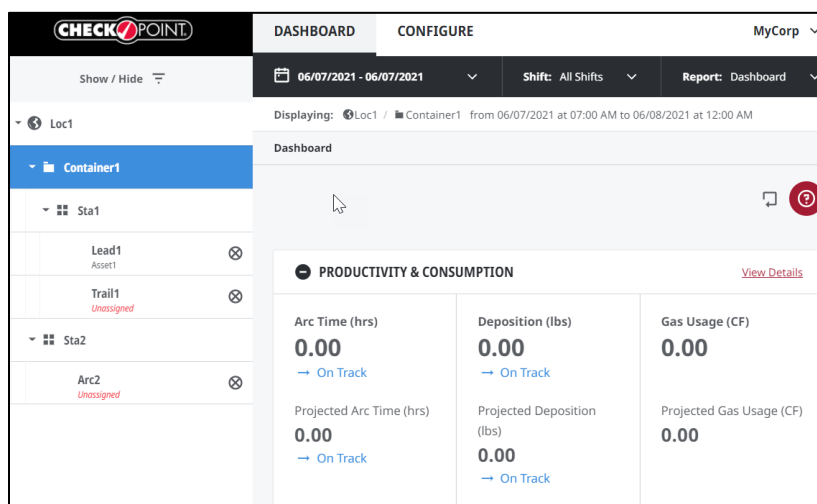 CHECKPOINT.
DASHBOARD CONFIGURE MyCorp
Show / Hide
06/07/2021 - 06/07/2021 Shift: All Shifts Report: Dashboard
Displaying: Loc1 / Container1 from 06/07/2021 at 07:00 AM to 06/08/2021 at 12:00 AM
Dashboard
Loc1
Container1
Sta1
Lead1
Asset1
Trail1
Unassigned
Sta2
Arc2
Unassigned
PRODUCTIVITY & CONSUMPTION View Details
Arc Time (hrs) Deposition (lbs) Gas Usage (CF)
0.00 0.00 0.00
→ On Track → On Track
Projected Arc Time (hrs) Projected Deposition (lbs) Projected Gas Usage (CF)
0.00 0.00 0.00
→ On Track → On Track